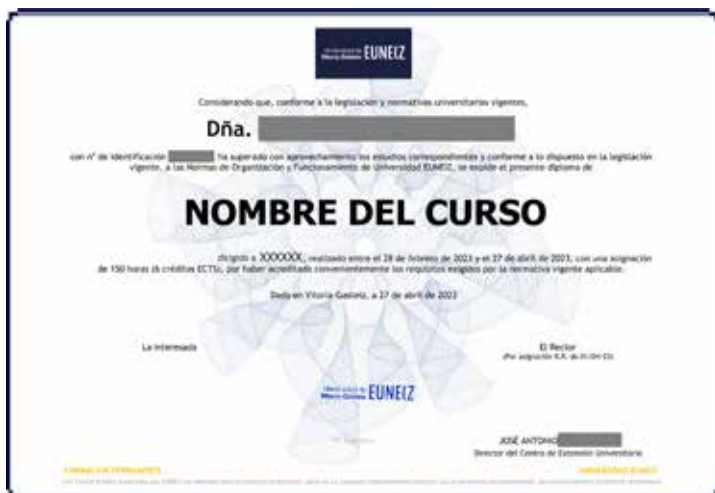 EUNEIZ
Considerando que, conforme a la legislación y normativas universitarias vigentes,
Dña.
con nº de identificación ha superado con aprovechamiento los estudios correspondientes y conforme a lo dispuesto en la legislación
vigente, a las Normas de Organización y Funcionamiento de Universidad EUNEIZ, se expide el presente diploma de
NOMBRE DEL CURSO
dirigido a XXXXXX, realizado entre el 28 de febrero de 2023 y el 27 de abril de 2023, con una asignación
de 150 horas (6 créditos ECTS), por haber acreditado convenientemente los requisitos exigidos por la normativa vigente aplicable.
Dado en Vitoria Gasteiz, a 27 de abril de 2023
La interesada
El Rector
(Por asignación R.R. de
EUNEIZ
JOSÉ ANTONIO
Director del Centro de Extensión Universitaria
FORMACIÓN PERMANENTE
UNIVERSIDAD EUNEIZ